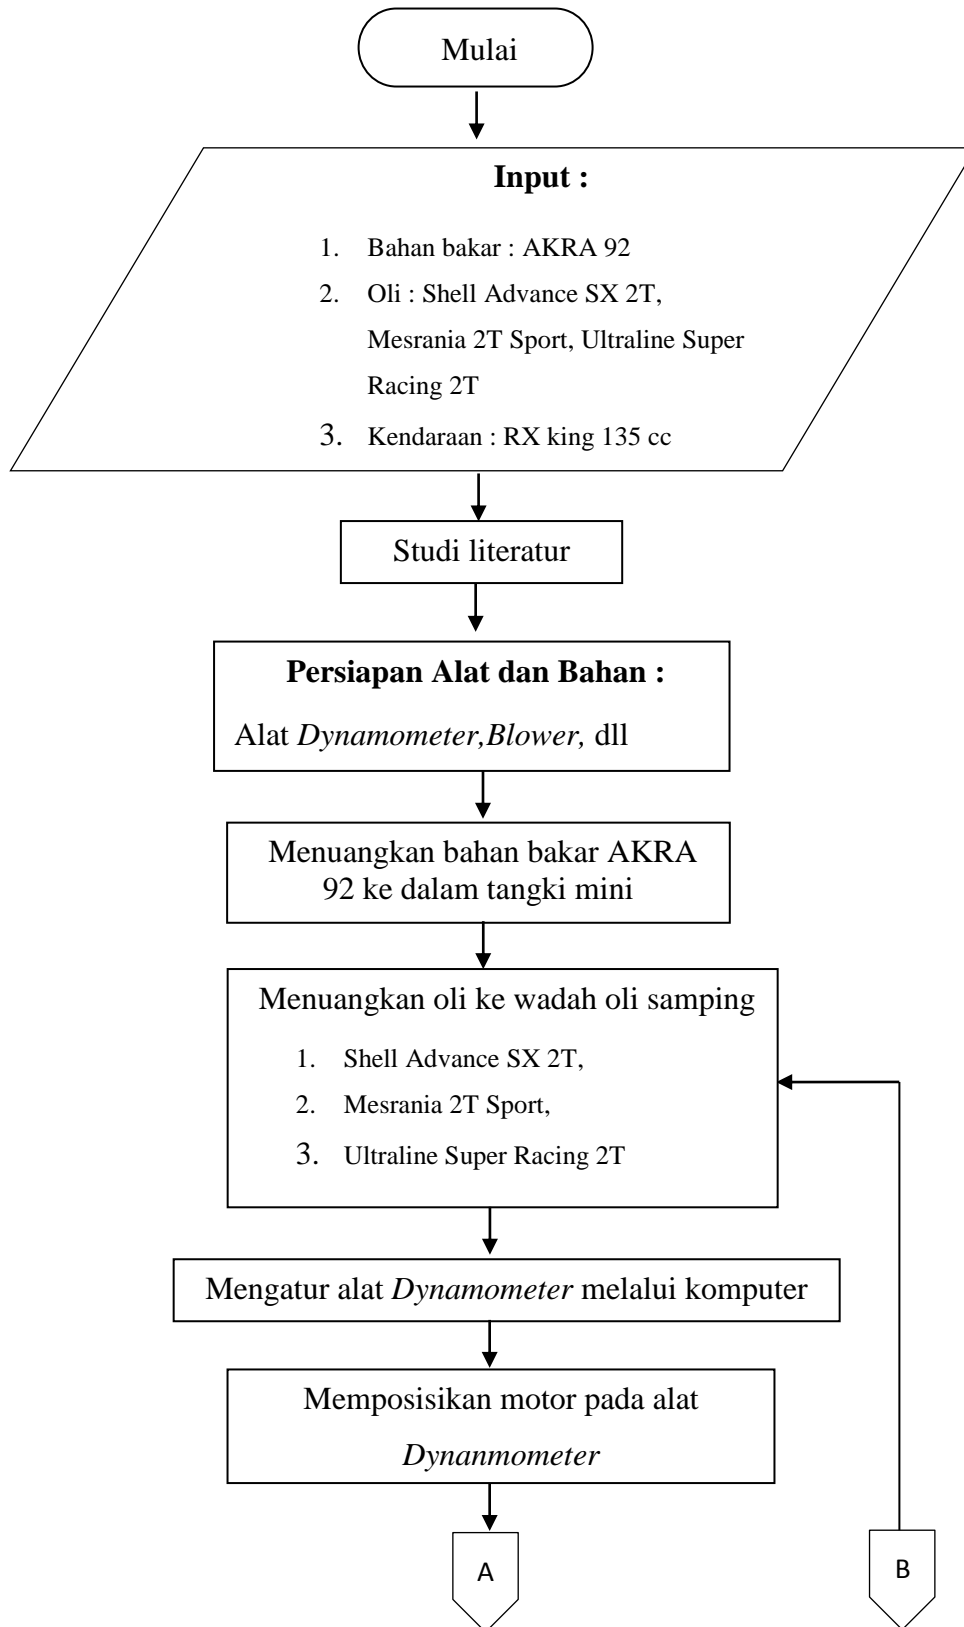 Mulai
Input :
1. Bahan bakar : AKRA 92
2. Oli : Shell Advance SX 2T,
Mesrania 2T Sport, Ultraline Super
Racing 2T
3. Kendaraan : RX king 135 cc
Studi literatur
Persiapan Alat dan Bahan :
Alat Dynamometer,Blower, dll
Menuangkan bahan bakar AKRA
92 ke dalam tangki mini
Menuangkan oli ke wadah oli samping
1. Shell Advance SX 2T,
2. Mesrania 2T Sport,
3. Ultraline Super Racing 2T
Mengatur alat Dynamometer melalui komputer
Memposisikan motor pada alat
Dynanmometer
A
B